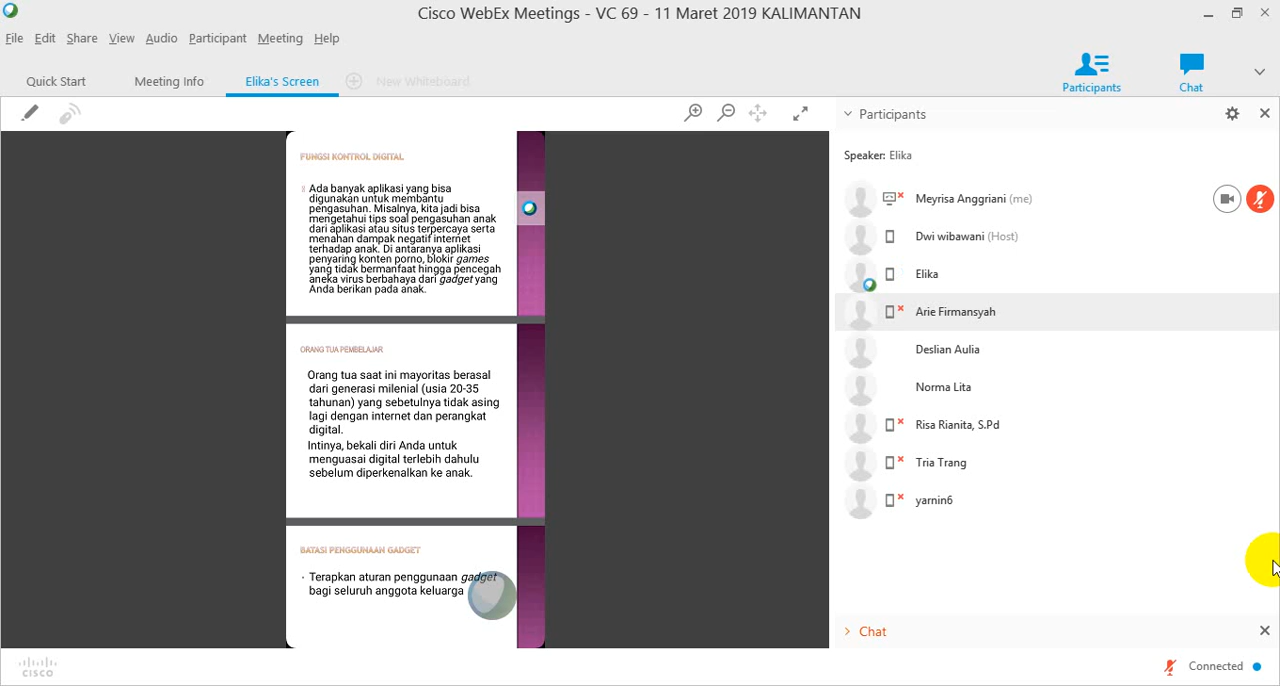 Cisco WebEx Meetings - VC 69 - 11 Maret 2019 KALIMANTAN
File Edit Share View Audio Participant Meeting Help
Quick Start Meeting Info Elika's Screen New Whiteboard
Participants Chat
FUNGSI KONTROL DIGITAL
Ada banyak aplikasi yang bisa
digunakan untuk membantu
pengasuhan. Misalnya, kita jadi bisa
mengetahui tips soal pengasuhan anak
dari aplikasi atau situs terpercaya serta
menahan dampak negatif internet
terhadap anak. Di antaranya aplikasi
penyaring konten porno, blokir games
yang tidak bermanfaat hingga pencegah
aneka virus berbahaya dari gadget yang
Anda berikan pada anak.
ORANG TUA PEMBELAJAR
Orang tua saat ini mayoritas berasal
dari generasi milenial (usia 20-35
tahunan) yang sebetulnya tidak asing
lagi dengan internet dan perangkat
digital.
Intinya, bekali diri Anda untuk
menguasai digital terlebih dahulu
sebelum diperkenalkan ke anak.
BATASI PENGGUNAAN GADGET
• Terapkan aturan penggunaan gadget
bagi seluruh anggota keluarga
Participants
Speaker: Elika
Meyrisa Anggriani (me)
Dwi wibawani (Host)
Elika
Arie Firmansyah
Deslian Aulia
Norma Lita
Risa Rianita, S.Pd
Tria Trang
yarnin6
Chat
CISCO
Connected